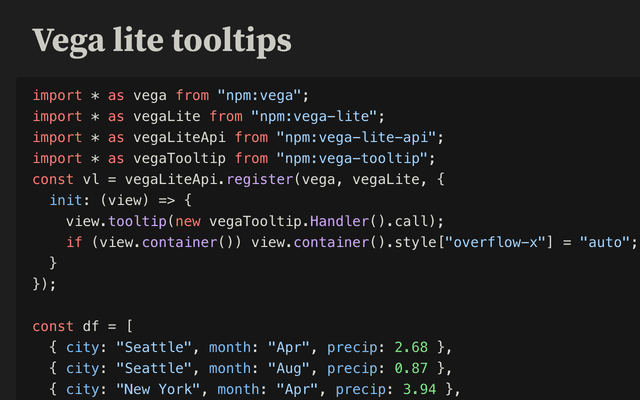 Vega lite tooltips
import * as vega from "npm:vega";
import * as vegaLite from "npm:vega-lite";
import * as vegaLiteApi from "npm:vega-lite-api";
import * as vegaTooltip from "npm:vega-tooltip";
const vl = vegaLiteApi.register(vega, vegaLite, {
  init: (view) => {
    view.tooltip(new vegaTooltip.Handler().call);
    if (view.container()) view.container().style["overflow-x"] = "auto";
  }
});

const df = [
  { city: "Seattle", month: "Apr", precip: 2.68 },
  { city: "Seattle", month: "Aug", precip: 0.87 },
  { city: "New York", month: "Apr", precip: 3.94 },